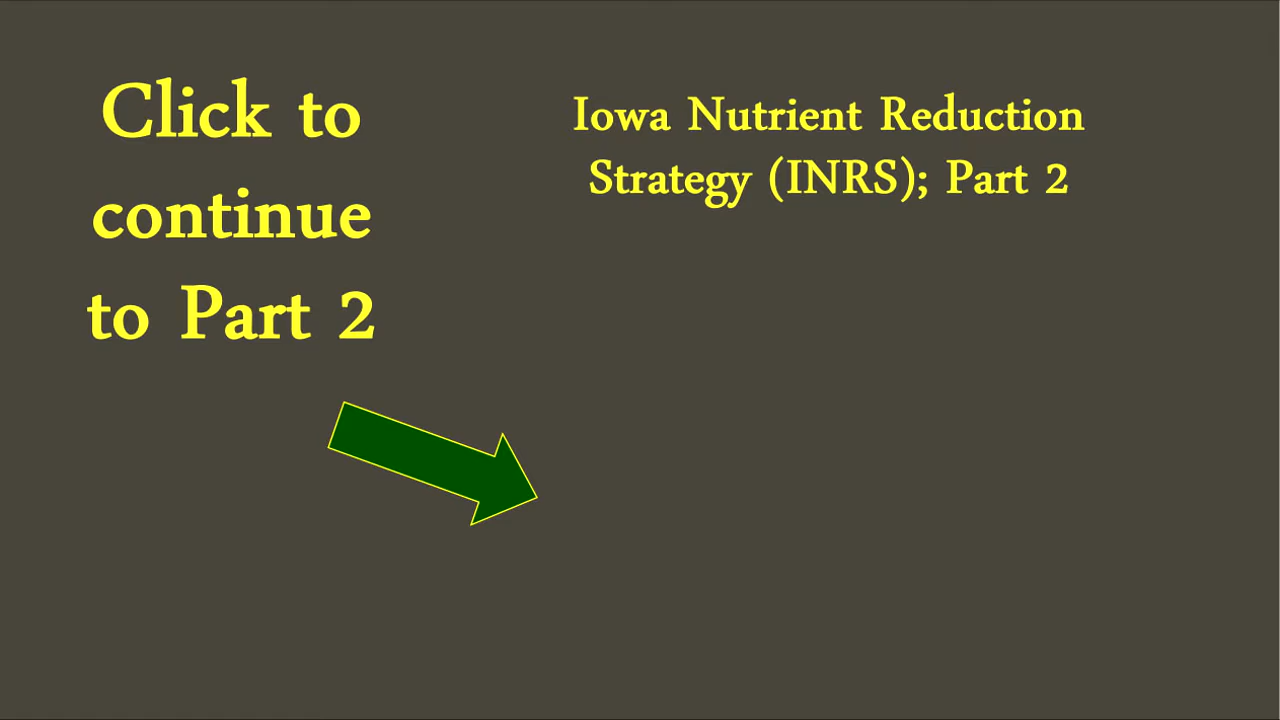 Click to
continue
to Part 2
Iowa Nutrient Reduction
Strategy (INRS); Part 2